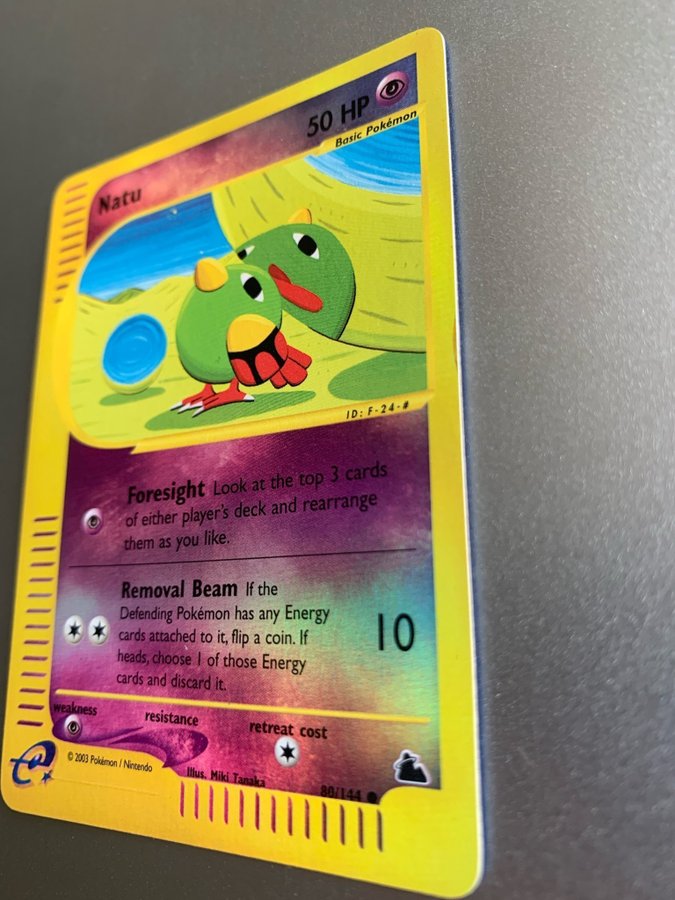 Natu
50 HP
Basic Pokémon
ID: F-24-#
Foresight Look at the top 3 cards
of either player's deck and rearrange
them as you like.
Removal Beam If the
Defending Pokémon has any Energy
cards attached to it, flip a coin. If
heads, choose 1 of those Energy
cards and discard it.
10
weakness
resistance
retreat cost
© 2003 Pokémon / Nintendo
Illus. Miki Tanaka
80/144
e